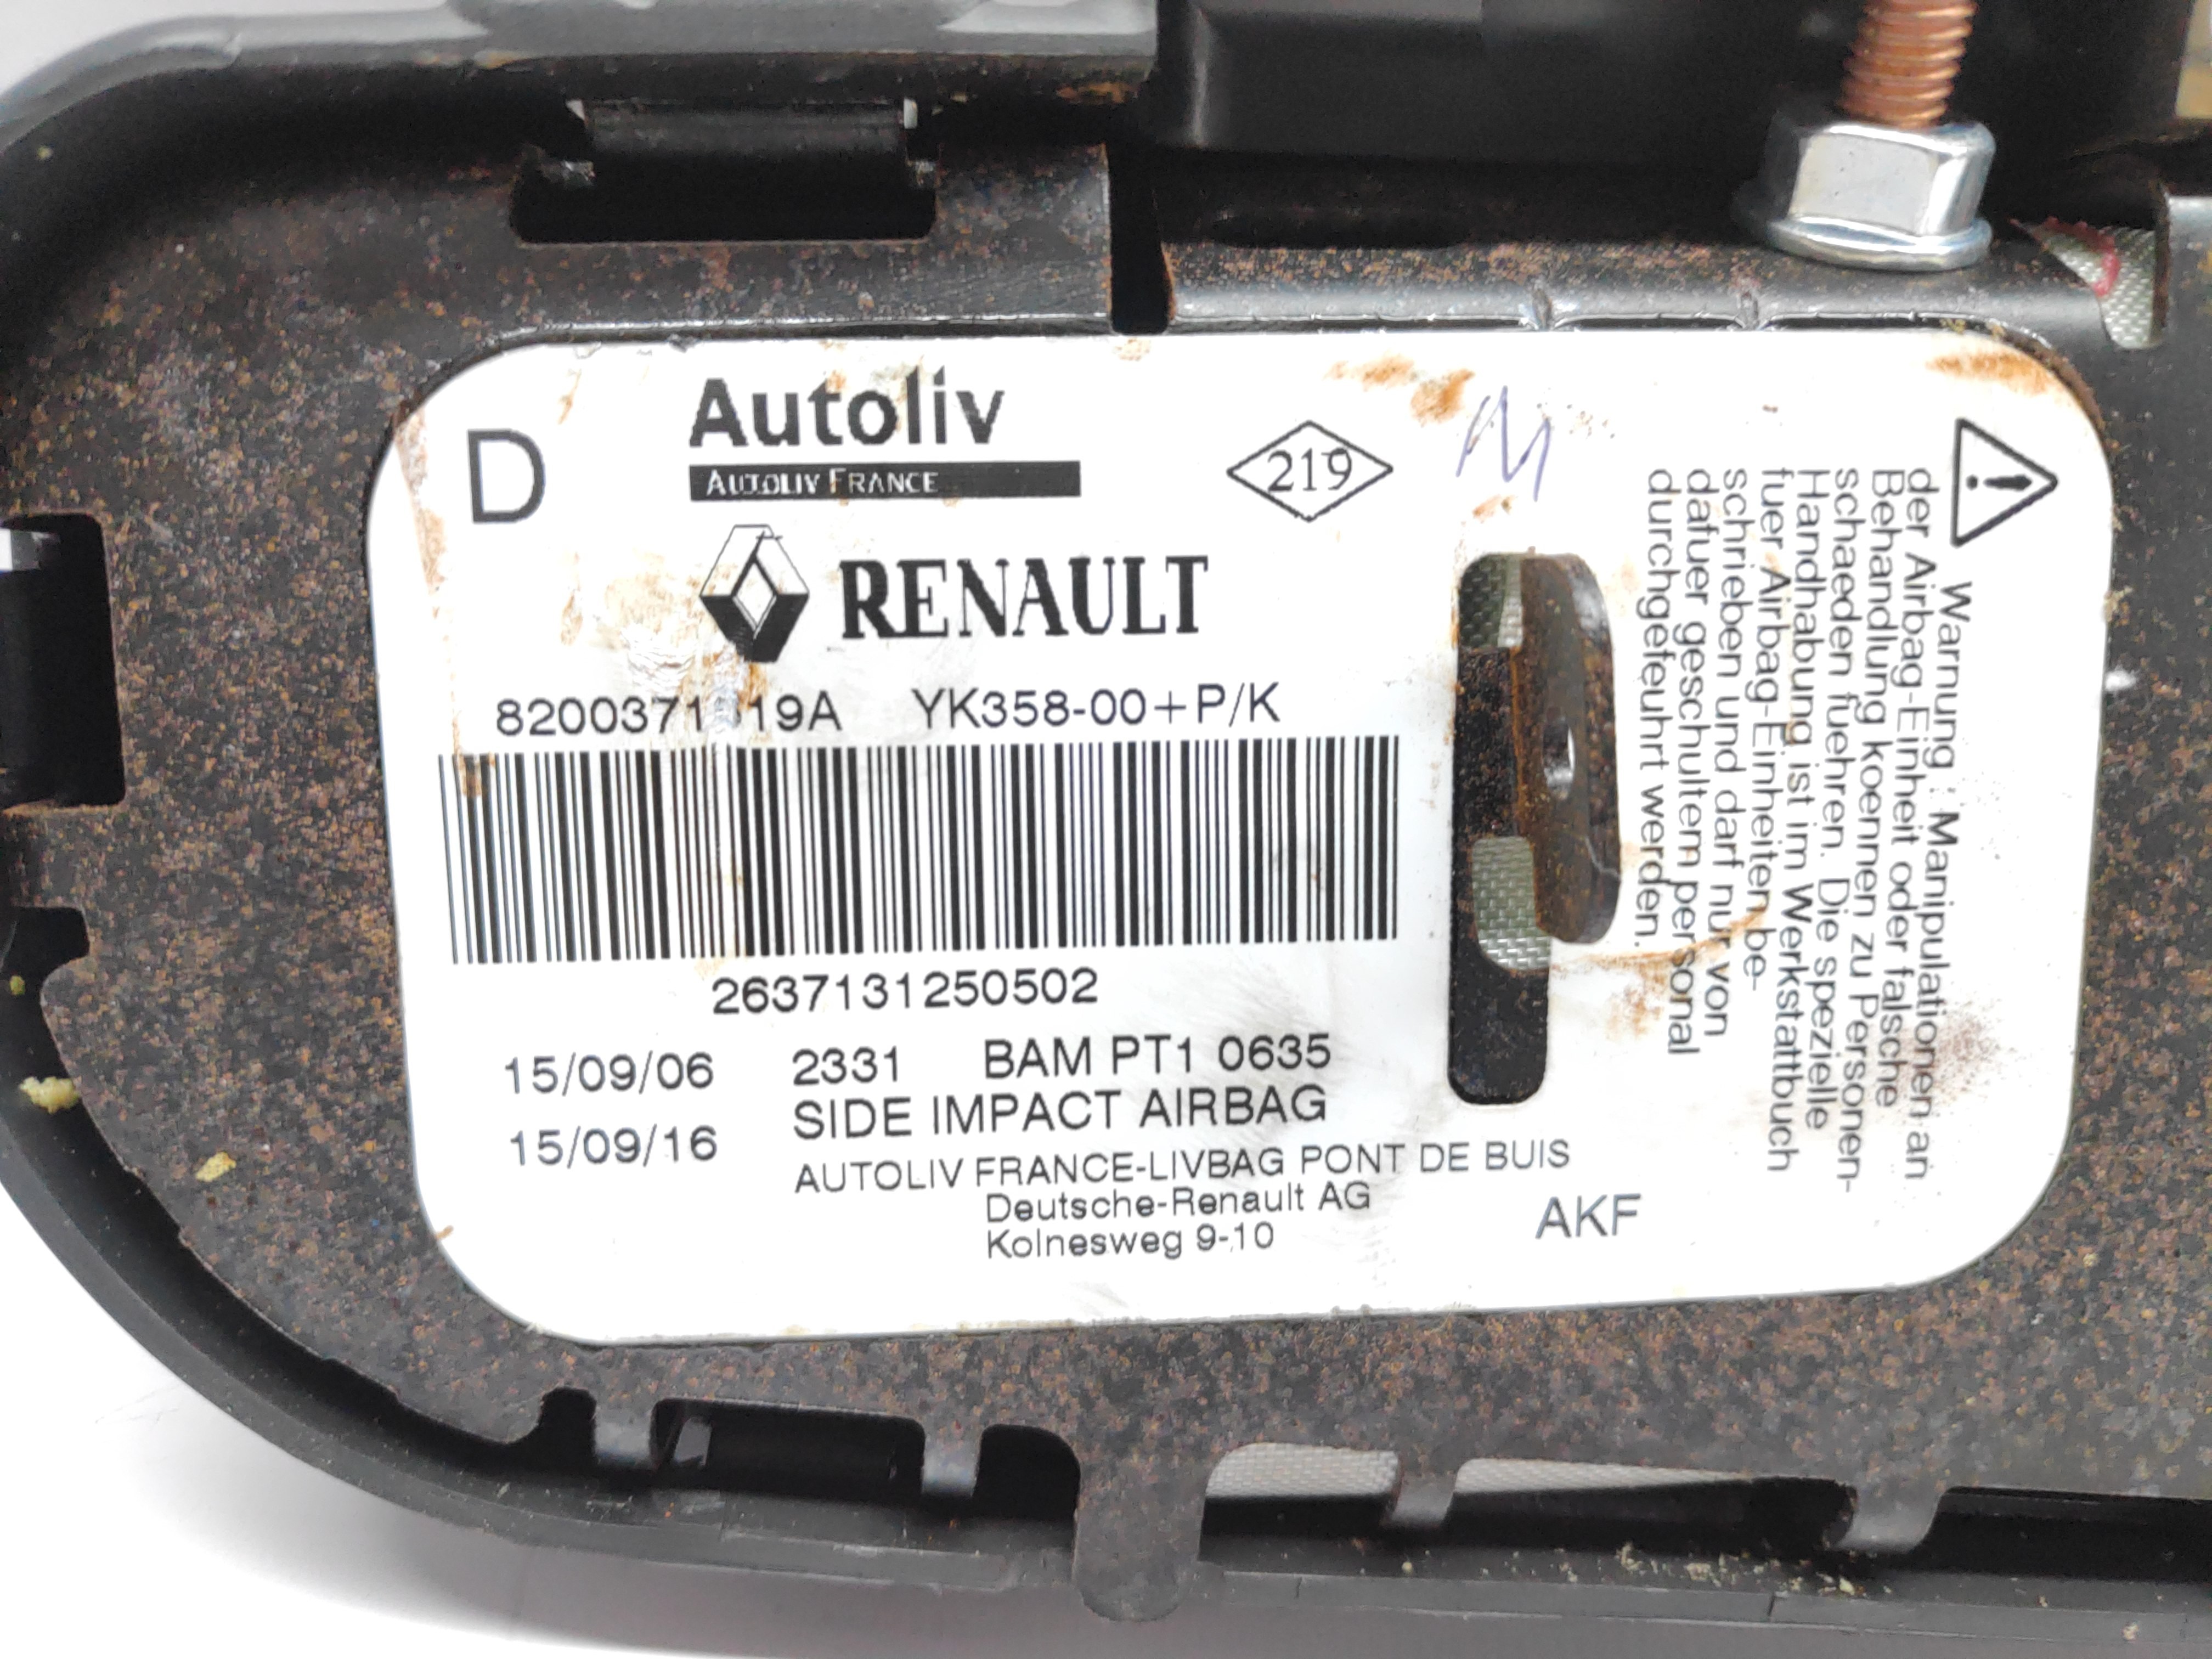 D
Autoliv
AUTOLIV FRANCE
219
RENAULT
YK358-00+P/K
2637131250502
15/09/06 2331 BAM PT1 0635
15/09/16 SIDE IMPACT AIRBAG
AUTOLIV FRANCE-LIVBAG PONT DE BUIS
Deutsche-Renault AG
Kolnesweg 9-10
AKF
Warnung : Manipulationen an
der Airbag-Einheit oder falsche
Behandlung koennen zu Personen-
schaeden fuehren. Die spezielle
Handhabung ist im Werkstattbuch
fuer Airbag-Einheiten be-
schrieben und darf nur von
dafuer geschultem personal
durchgefeuhrt werden.